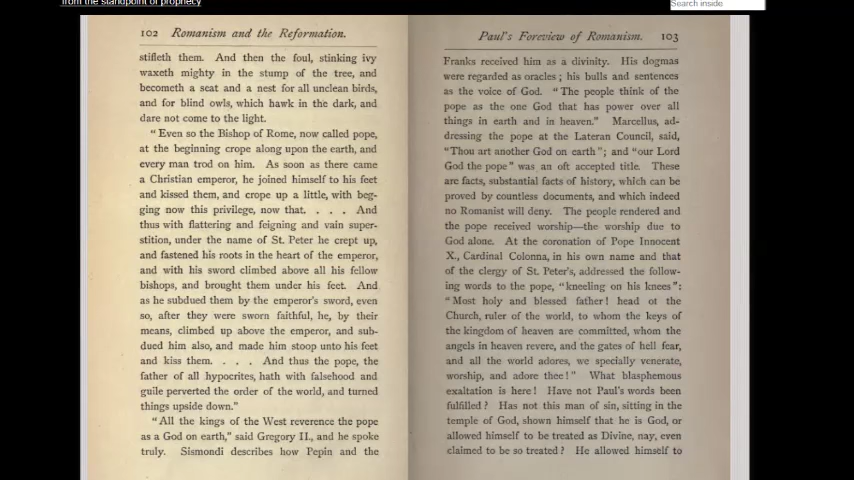 from the standpoint of prophecy
Search inside
102 Romanism and the Reformation.
stifleth them. And then the foul, stinking ivy
waxeth mighty in the stump of the tree, and
becometh a seat and a nest for all unclean birds,
and for blind owls, which hawk in the dark, and
dare not come to the light.
"Even so the Bishop of Rome, now called pope,
at the beginning crope along upon the earth, and
every man trod on him. As soon as there came
a Christian emperor, he joined himself to his feet
and kissed them, and crope up a little, with beg-
ging now this privilege, now that. . . . And
thus with flattering and feigning and vain super-
stition, under the name of St. Peter he crept up,
and fastened his roots in the heart of the emperor,
and with his sword climbed above all his fellow
bishops, and brought them under his feet. And
as he subdued them by the emperor's sword, even
so, after they were sworn faithful, he, by their
means, climbed up above the emperor, and sub-
dued him also, and made him stoop unto his feet
and kiss them. . . . And thus the pope, the
father of all hypocrites, hath with falsehood and
guile perverted the order of the world, and turned
things upside down."
"All the kings of the West reverence the pope
as a God on earth," said Gregory II., and he spoke
truly. Sismondi describes how Pepin and the
Paul's Foreview of Romanism. 103
Franks received him as a divinity. His dogmas
were regarded as oracles; his bulls and sentences
as the voice of God. "The people think of the
pope as the one God that has power over all
things in earth and in heaven." Marcellus, ad-
dressing the pope at the Lateran Council, said,
"Thou art another God on earth"; and "our Lord
God the pope" was an oft accepted title. These
are facts, substantial facts of history, which can be
proved by countless documents, and which indeed
no Romanist will deny. The people rendered and
the pope received worship—the worship due to
God alone. At the coronation of Pope Innocent
X., Cardinal Colonna, in his own name and that
of the clergy of St. Peter's, addressed the follow-
ing words to the pope, "kneeling on his knees":
"Most holy and blessed father! head of the
Church, ruler of the world, to whom the keys of
the kingdom of heaven are committed, whom the
angels in heaven revere, and the gates of hell fear,
and all the world adores, we specially venerate,
worship, and adore thee!" What blasphemous
exaltation is here! Have not Paul's words been
fulfilled? Has not this man of sin, sitting in the
temple of God, shown himself that he is God, or
allowed himself to be treated as Divine, nay, even
claimed to be so treated? He allowed himself to